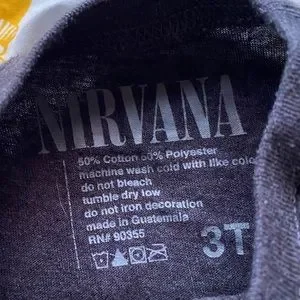 NIRVANA
50% Cotton 50% Polyester
machine wash cold with like colo
do not bleach
tumble dry low
do not iron decoration
made in Guatemala
RN# 90355
3T